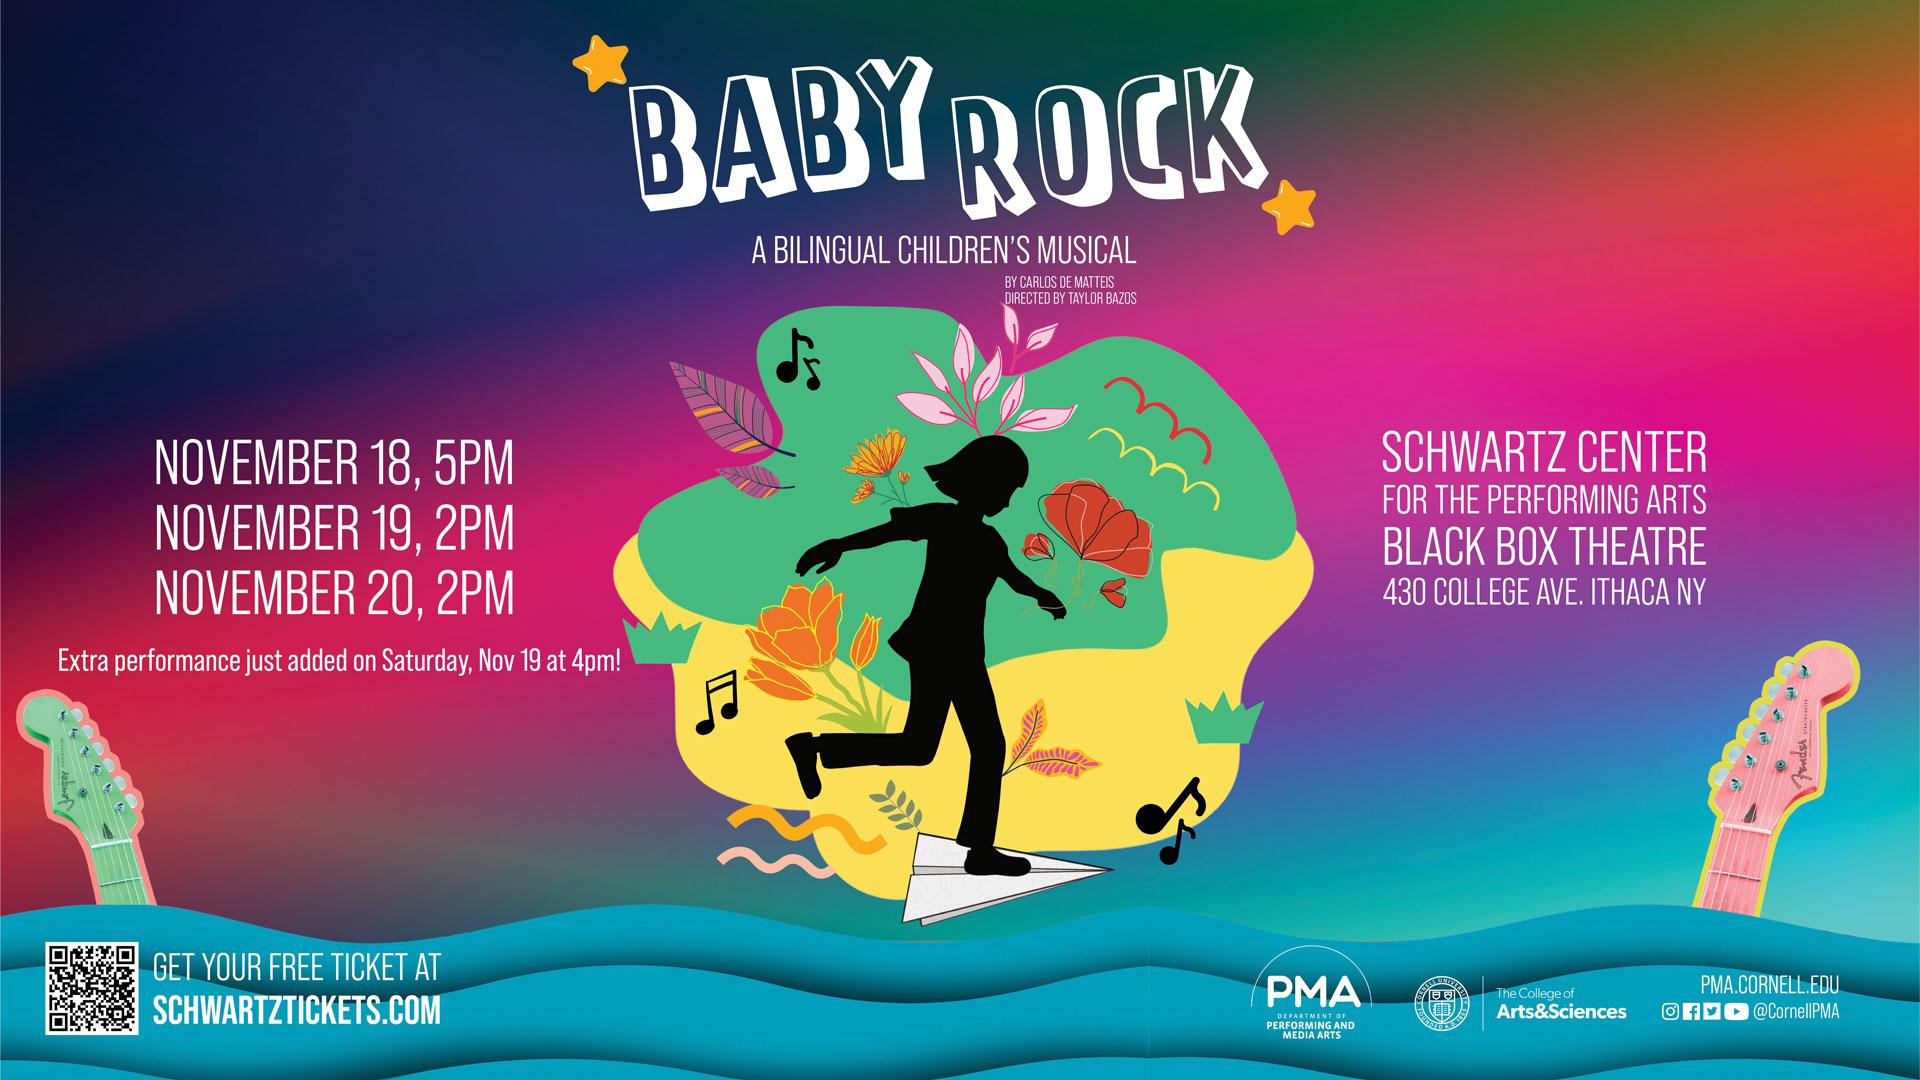 BABY ROCK
A BILINGUAL CHILDREN'S MUSICAL
BY CARLOS DE MATTEIS
DIRECTED BY TAYLOR BAZOS
NOVEMBER 18, 5PM
NOVEMBER 19, 2PM
NOVEMBER 20, 2PM
Extra performance just added on Saturday, Nov 19 at 4pm!
SCHWARTZ CENTER
FOR THE PERFORMING ARTS
BLACK BOX THEATRE
430 COLLEGE AVE. ITHACA NY
Fender
Fender
GET YOUR FREE TICKET AT
SCHWARTZTICKETS.COM
PMA
DEPARTMENT OF
PERFORMING AND
MEDIA ARTS
The College of
Arts&Sciences
PMA.CORNELL.EDU
@CornellPMA